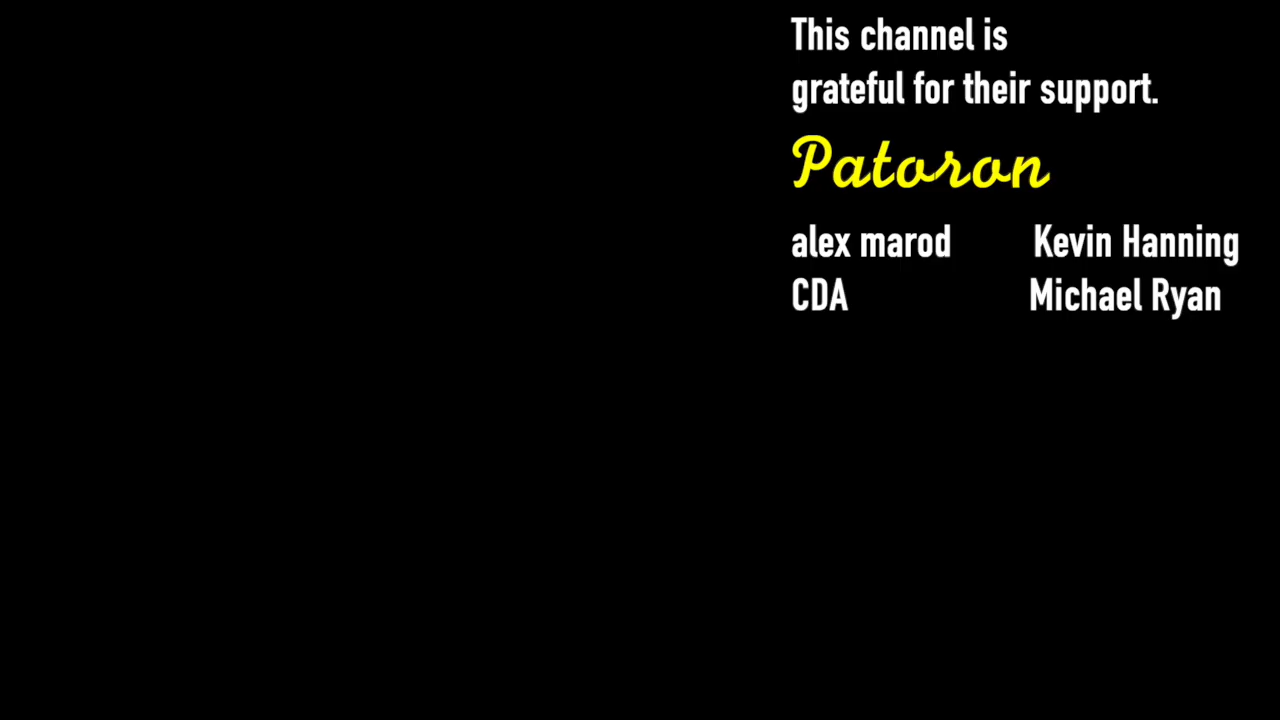 This channel is
grateful for their support.
Patoron
alex marod Kevin Hanning
CDA Michael Ryan